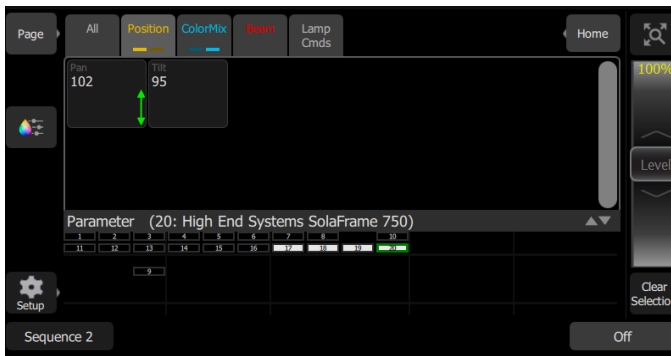 Page
All
Position
ColorMix
Beam
Lamp
Cmds
Home
Pan
102
Tilt
95
100%
Level
Parameter (20: High End Systems SolaFrame 750)
1 2 3 4 5 6 7 8 10
11 12 13 14 15 16 17 18 19 20
9
Setup
Clear
Selectio
Sequence 2
Off